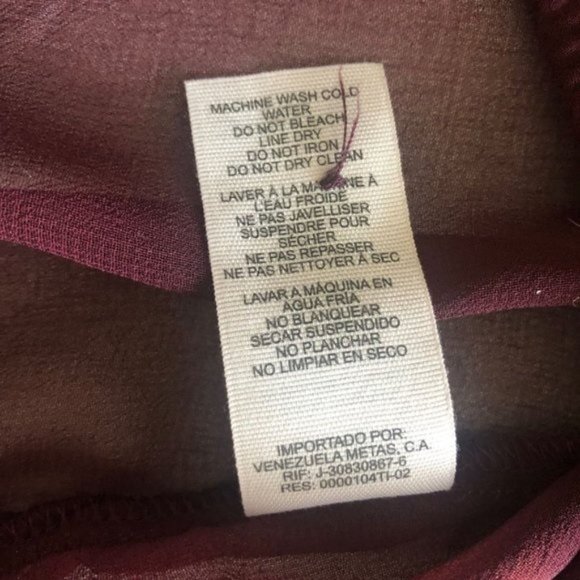 MACHINE WASH COLD
WATER
DO NOT BLEACH
LINE DRY
DO NOT IRON
DO NOT DRY CLEAN
LAVER À LA MACHINE À
L'EAU FROIDE
NE PAS JAVELLISER
SUSPENDRE POUR
SÉCHER
NE PAS REPASSER
NE PAS NETTOYER À SEC
LAVAR A MÁQUINA EN
AGUA FRÍA
NO BLANQUEAR
SECAR SUSPENDIDO
NO PLANCHAR
NO LIMPIAR EN SECO
IMPORTADO POR:
VENEZUELA METAS, C.A.
RIF: J-30830867-6
RES: 0000104TI-02